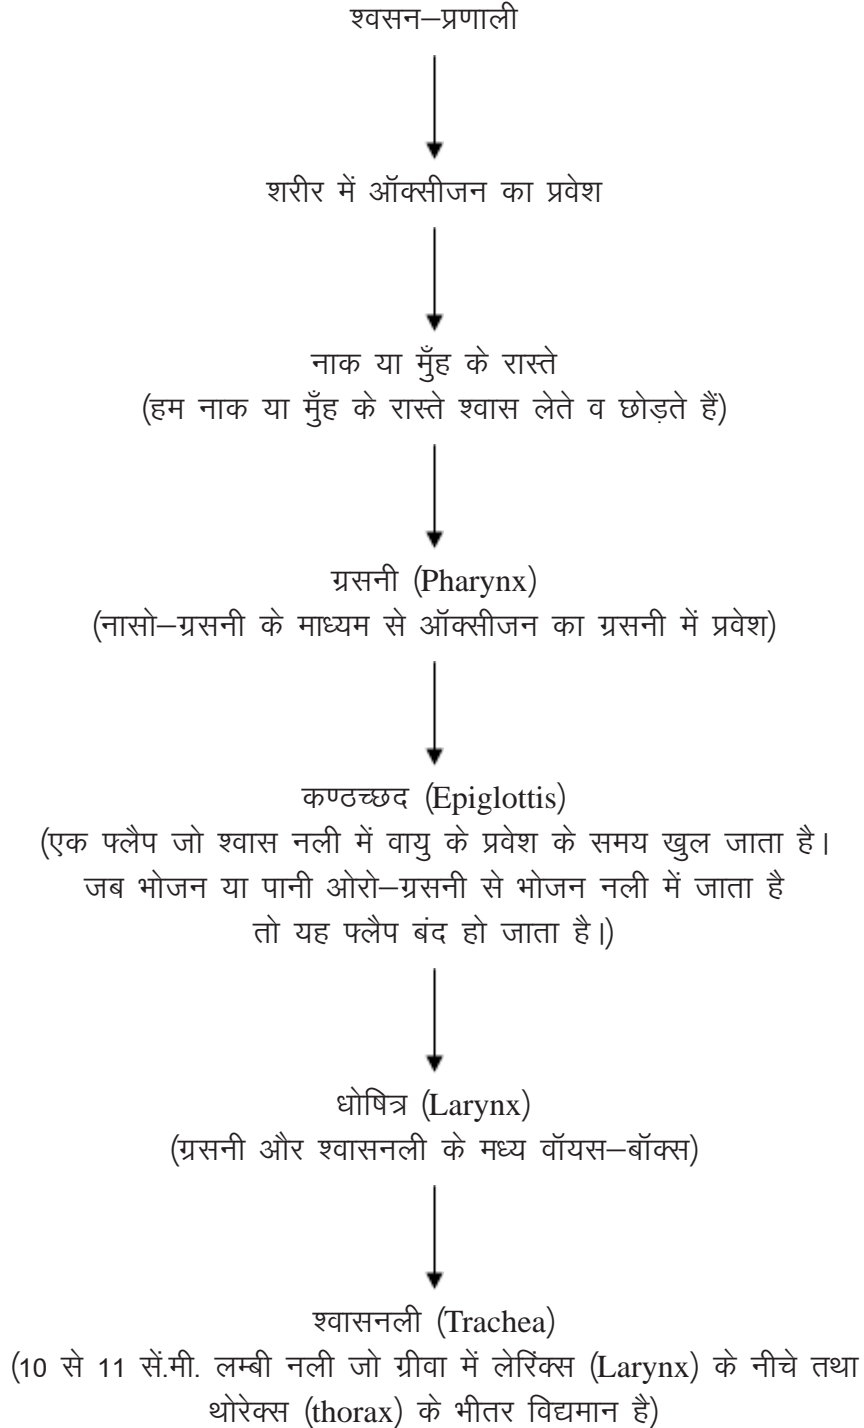 श्वसन–प्रणाली
शरीर में ऑक्सीजन का प्रवेश
नाक या मुँह के रास्ते
(हम नाक या मुँह के रास्ते श्वास लेते व छोड़ते हैं)
ग्रसनी (Pharynx)
(नासो–ग्रसनी के माध्यम से ऑक्सीजन का ग्रसनी में प्रवेश)
कण्ठच्छद (Epiglottis)
(एक फ्लैप जो श्वास नली में वायु के प्रवेश के समय खुल जाता है।
जब भोजन या पानी ओरो–ग्रसनी से भोजन नली में जाता है
तो यह फ्लैप बंद हो जाता है।)
धोषित्र (Larynx)
(ग्रसनी और श्वासनली के मध्य वॉयस–बॉक्स)
श्वासनली (Trachea)
(10 से 11 सें.मी. लम्बी नली जो ग्रीवा में लेरिंक्स (Larynx) के नीचे तथा
थोरेक्स (thorax) के भीतर विद्यमान है)